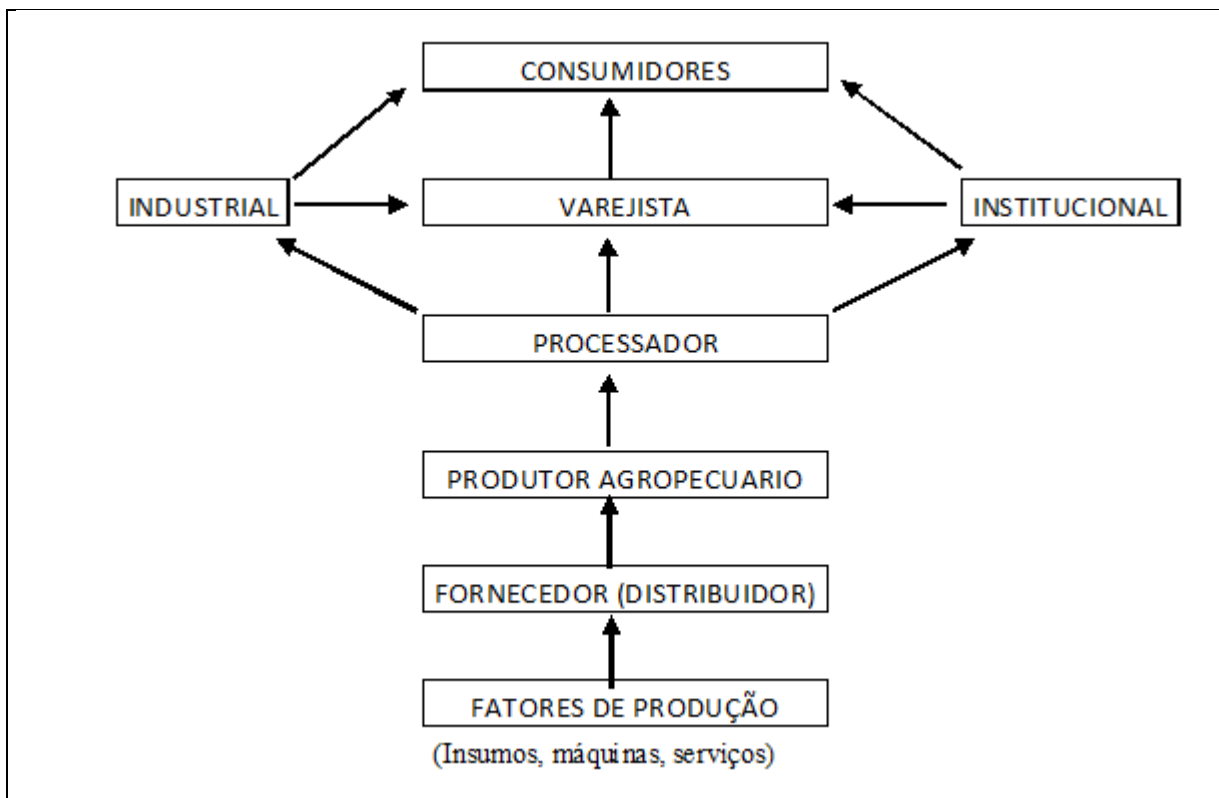 CONSUMIDORES
INDUSTRIAL
VAREJISTA
INSTITUCIONAL
PROCESSADOR
PRODUTOR AGROPECUARIO
FORNECEDOR (DISTRIBUIDOR)
FATORES DE PRODUÇÃO
(Insumos, máquinas, serviços)